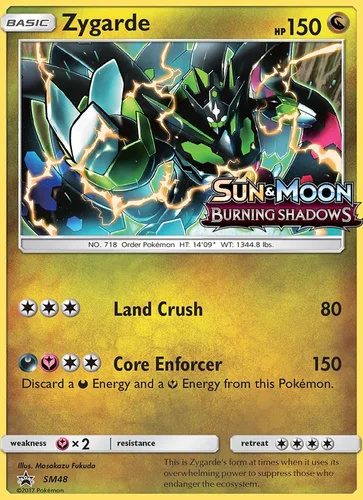 BASIC Zygarde HP 150
SUN & MOON
BURNING SHADOWS
NO. 718 Order Pokémon HT: 14'09" WT: 1344.8 lbs.
Land Crush 80
Core Enforcer 150
Discard a Energy and a Energy from this Pokémon.
weakness × 2 resistance retreat
Illus. Masakazu Fukuda
SM48
©2017 Pokémon
This is Zygarde's form at times when it uses its
overwhelming power to suppress those who
endanger the ecosystem.
PROMO